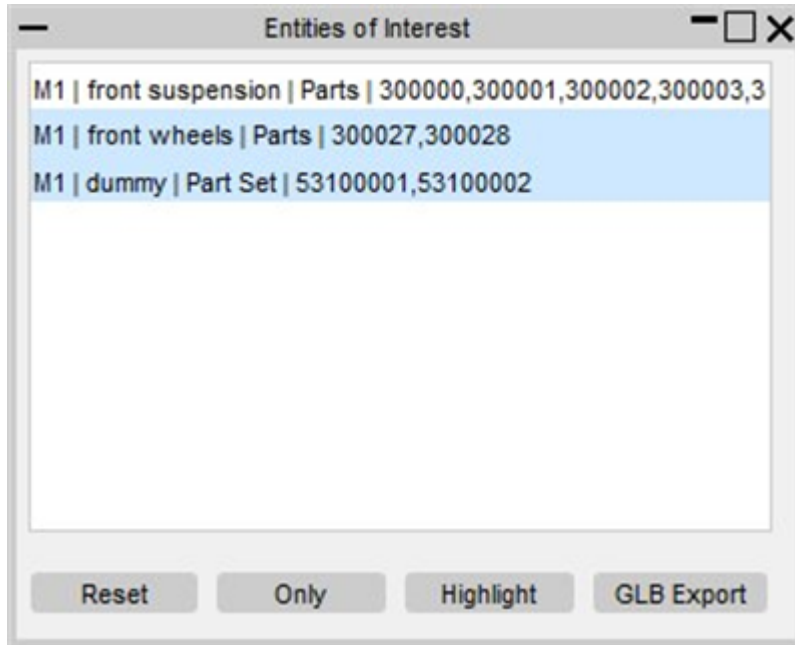 Entities of Interest
M1 | front suspension | Parts | 300000,300001,300002,300003,3
M1 | front wheels | Parts | 300027,300028
M1 | dummy | Part Set | 53100001,53100002
Reset Only Highlight GLB Export